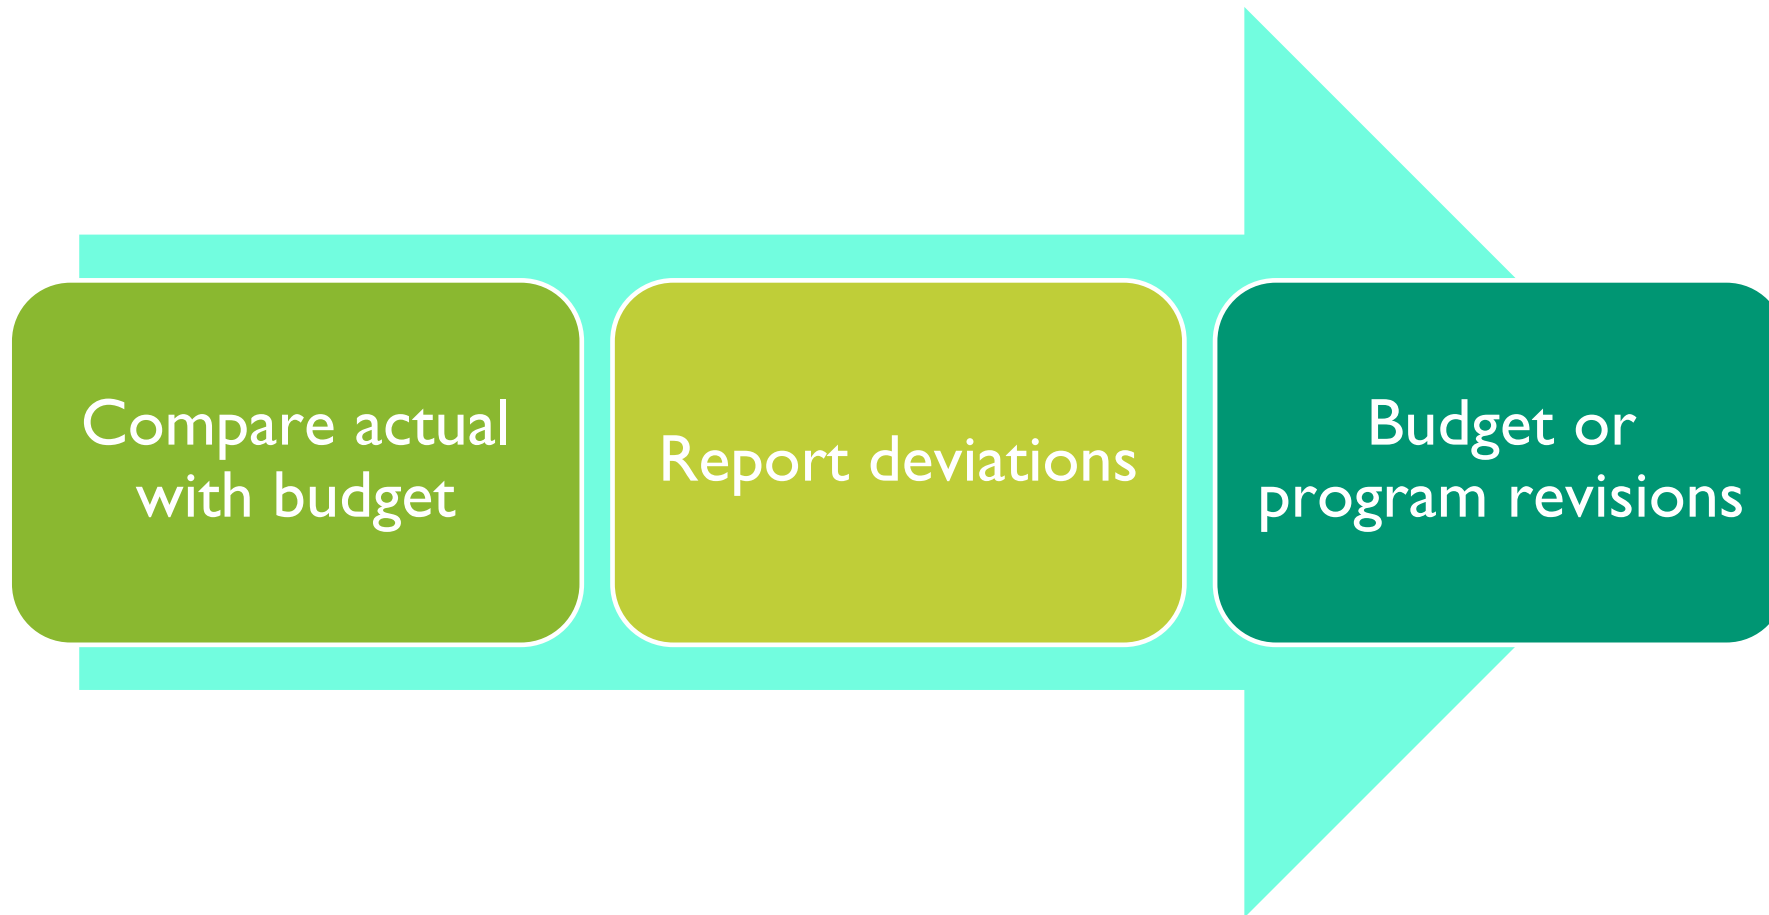 Compare actual
with budget
Report deviations
Budget or
program revisions